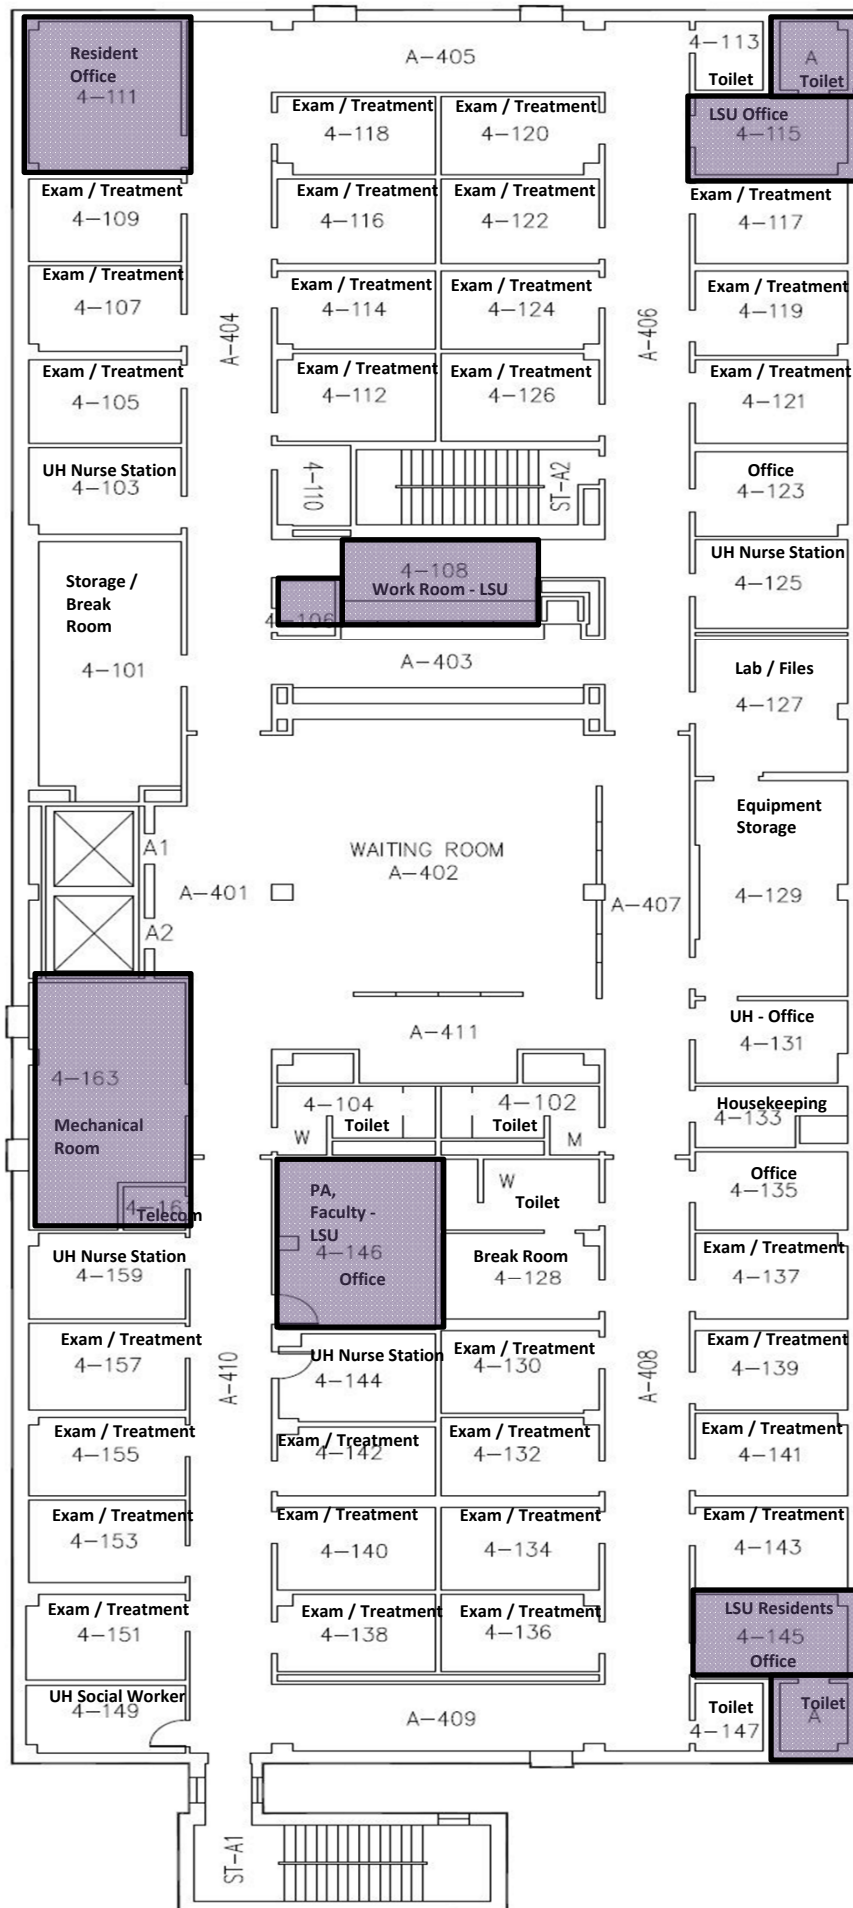 Resident
Office
4-111
A-405
4-113
Toilet
A
Toilet
LSU Office
4-115
Exam / Treatment
4-118
Exam / Treatment
4-120
Exam / Treatment
4-109
Exam / Treatment
4-116
Exam / Treatment
4-122
Exam / Treatment
4-117
Exam / Treatment
4-107
Exam / Treatment
4-114
Exam / Treatment
4-124
Exam / Treatment
4-119
A-404
A-406
Exam / Treatment
4-105
Exam / Treatment
4-112
Exam / Treatment
4-126
Exam / Treatment
4-121
UH Nurse Station
4-103
4-110
ST-A2
Office
4-123
Storage /
Break
Room
4-101
4-108
Work Room - LSU
4-106
UH Nurse Station
4-125
A-403
Lab / Files
4-127
Equipment
Storage
4-129
A1
WAITING ROOM
A-402
A-401
A-407
A2
A-411
UH - Office
4-131
4-163
Mechanical
Room
4-104
Toilet
W
4-102
Toilet
M
Housekeeping
4-133
4-161
Telecom
PA,
Faculty -
LSU
4-146
Office
W
Toilet
Office
4-135
UH Nurse Station
4-159
Break Room
4-128
Exam / Treatment
4-137
Exam / Treatment
4-157
UH Nurse Station
4-144
Exam / Treatment
4-130
Exam / Treatment
4-139
A-410
A-408
Exam / Treatment
4-155
Exam / Treatment
4-142
Exam / Treatment
4-132
Exam / Treatment
4-141
Exam / Treatment
4-153
Exam / Treatment
4-140
Exam / Treatment
4-134
Exam / Treatment
4-143
Exam / Treatment
4-151
Exam / Treatment
4-138
Exam / Treatment
4-136
LSU Residents
4-145
Office
UH Social Worker
4-149
A-409
Toilet
4-147
Toilet
A
ST-A1